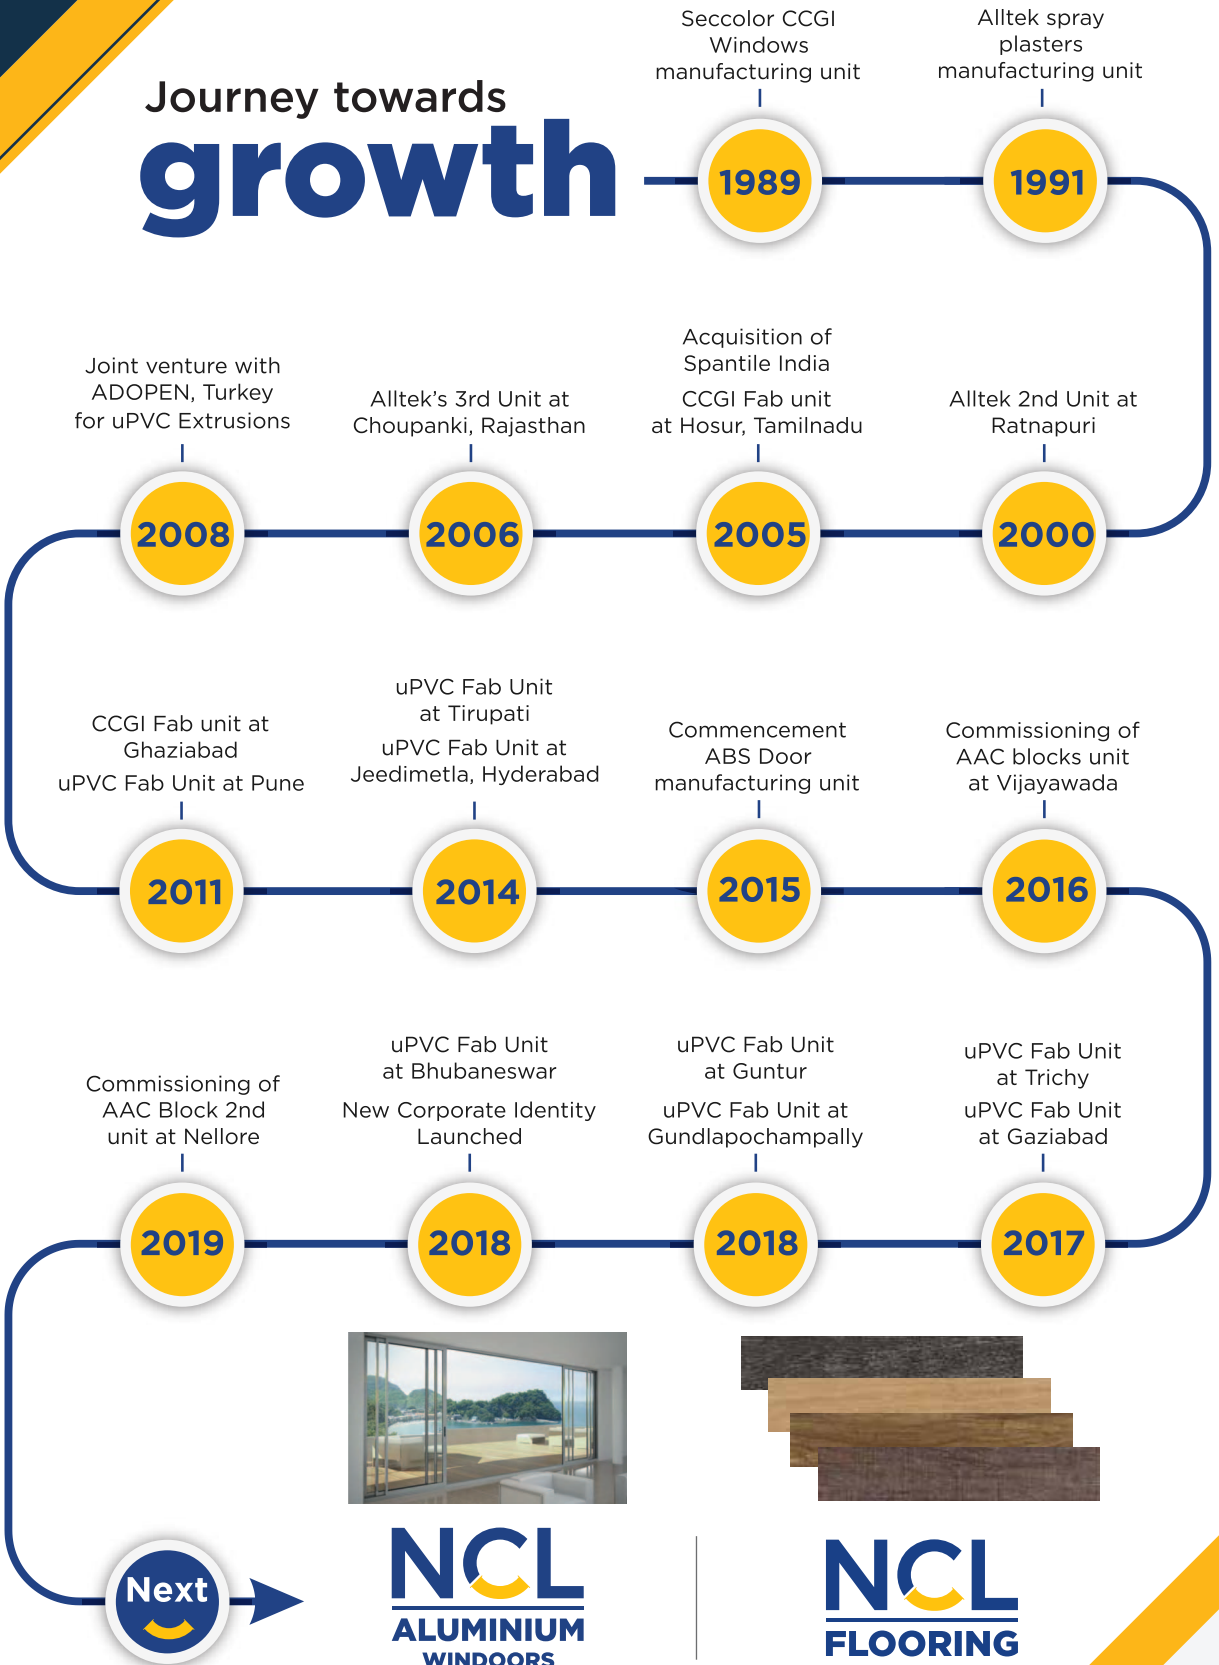 Journey towards
growth
Seccolor CCGI
Windows
manufacturing unit
1989
Alltek spray
plasters
manufacturing unit
1991
Alltek 2nd Unit at
Ratnapuri
2000
Acquisition of
Spantile India
CCGI Fab unit
at Hosur, Tamilnadu
2005
Alltek's 3rd Unit at
Choupanki, Rajasthan
2006
Joint venture with
ADOPEN, Turkey
for uPVC Extrusions
2008
CCGI Fab unit at
Ghaziabad
uPVC Fab Unit at Pune
2011
uPVC Fab Unit
at Tirupati
uPVC Fab Unit at
Jeedimetla, Hyderabad
2014
Commencement
ABS Door
manufacturing unit
2015
Commissioning of
AAC blocks unit
at Vijayawada
2016
uPVC Fab Unit
at Trichy
uPVC Fab Unit
at Gaziabad
2017
uPVC Fab Unit
at Guntur
uPVC Fab Unit at
Gundlapochampally
2018
uPVC Fab Unit
at Bhubaneswar
New Corporate Identity
Launched
2018
Commissioning of
AAC Block 2nd
unit at Nellore
2019
Next
NCL
ALUMINIUM
WINDOORS
NCL
FLOORING